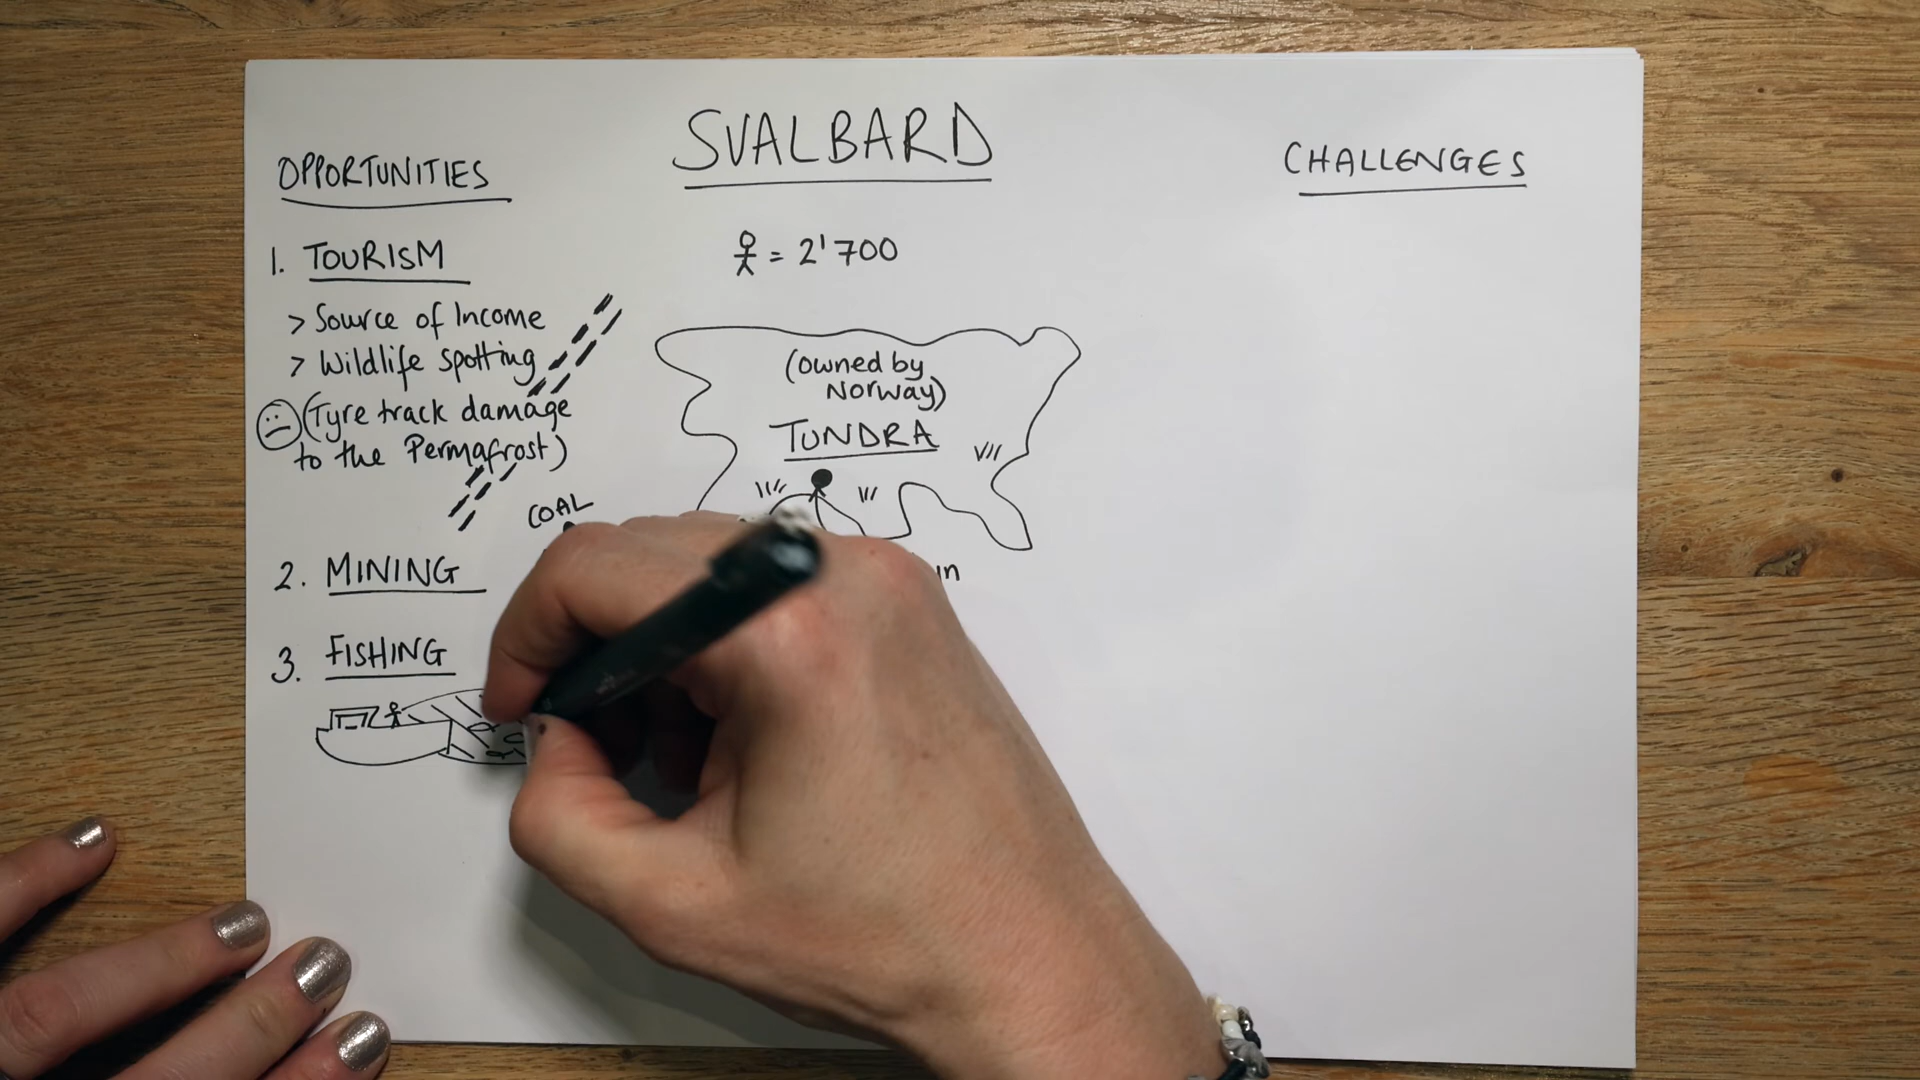 SVALBARD
OPPORTUNITIES
CHALLENGES
1. TOURISM
> Source of Income
> Wildlife spotting
(Tyre track damage
to the Permafrost)
COAL
2. MINING
3. FISHING
= 2'700
(owned by
Norway)
TUNDRA